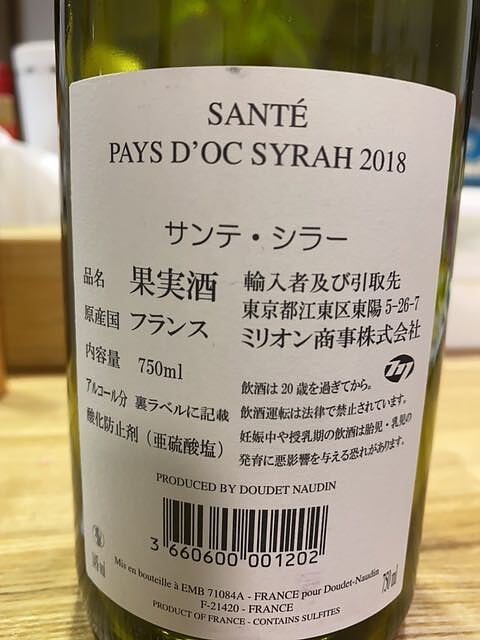 SANTÉ
PAYS D'OC SYRAH 2018
サンテ・シラー
品名 果実酒
原産国 フランス
内容量 750ml
アルコール分 裏ラベルに記載
酸化防止剤（亜硫酸塩）
輸入者及び引取先
東京都江東区東陽 5-26-7
ミリオン商事株式会社
飲酒は 20 歳を過ぎてから。
飲酒運転は法律で禁止されています。
妊娠中や授乳期の飲酒は胎児・乳児の
発育に悪影響を与える恐れがあります。
PRODUCED BY DOUDET NAUDIN
3 660600 001202
750 ml
Mis en bouteille à EMB 71084A - FRANCE pour Doudet-Naudin
F-21420 - FRANCE
PRODUCT OF FRANCE - CONTAINS SULFITES